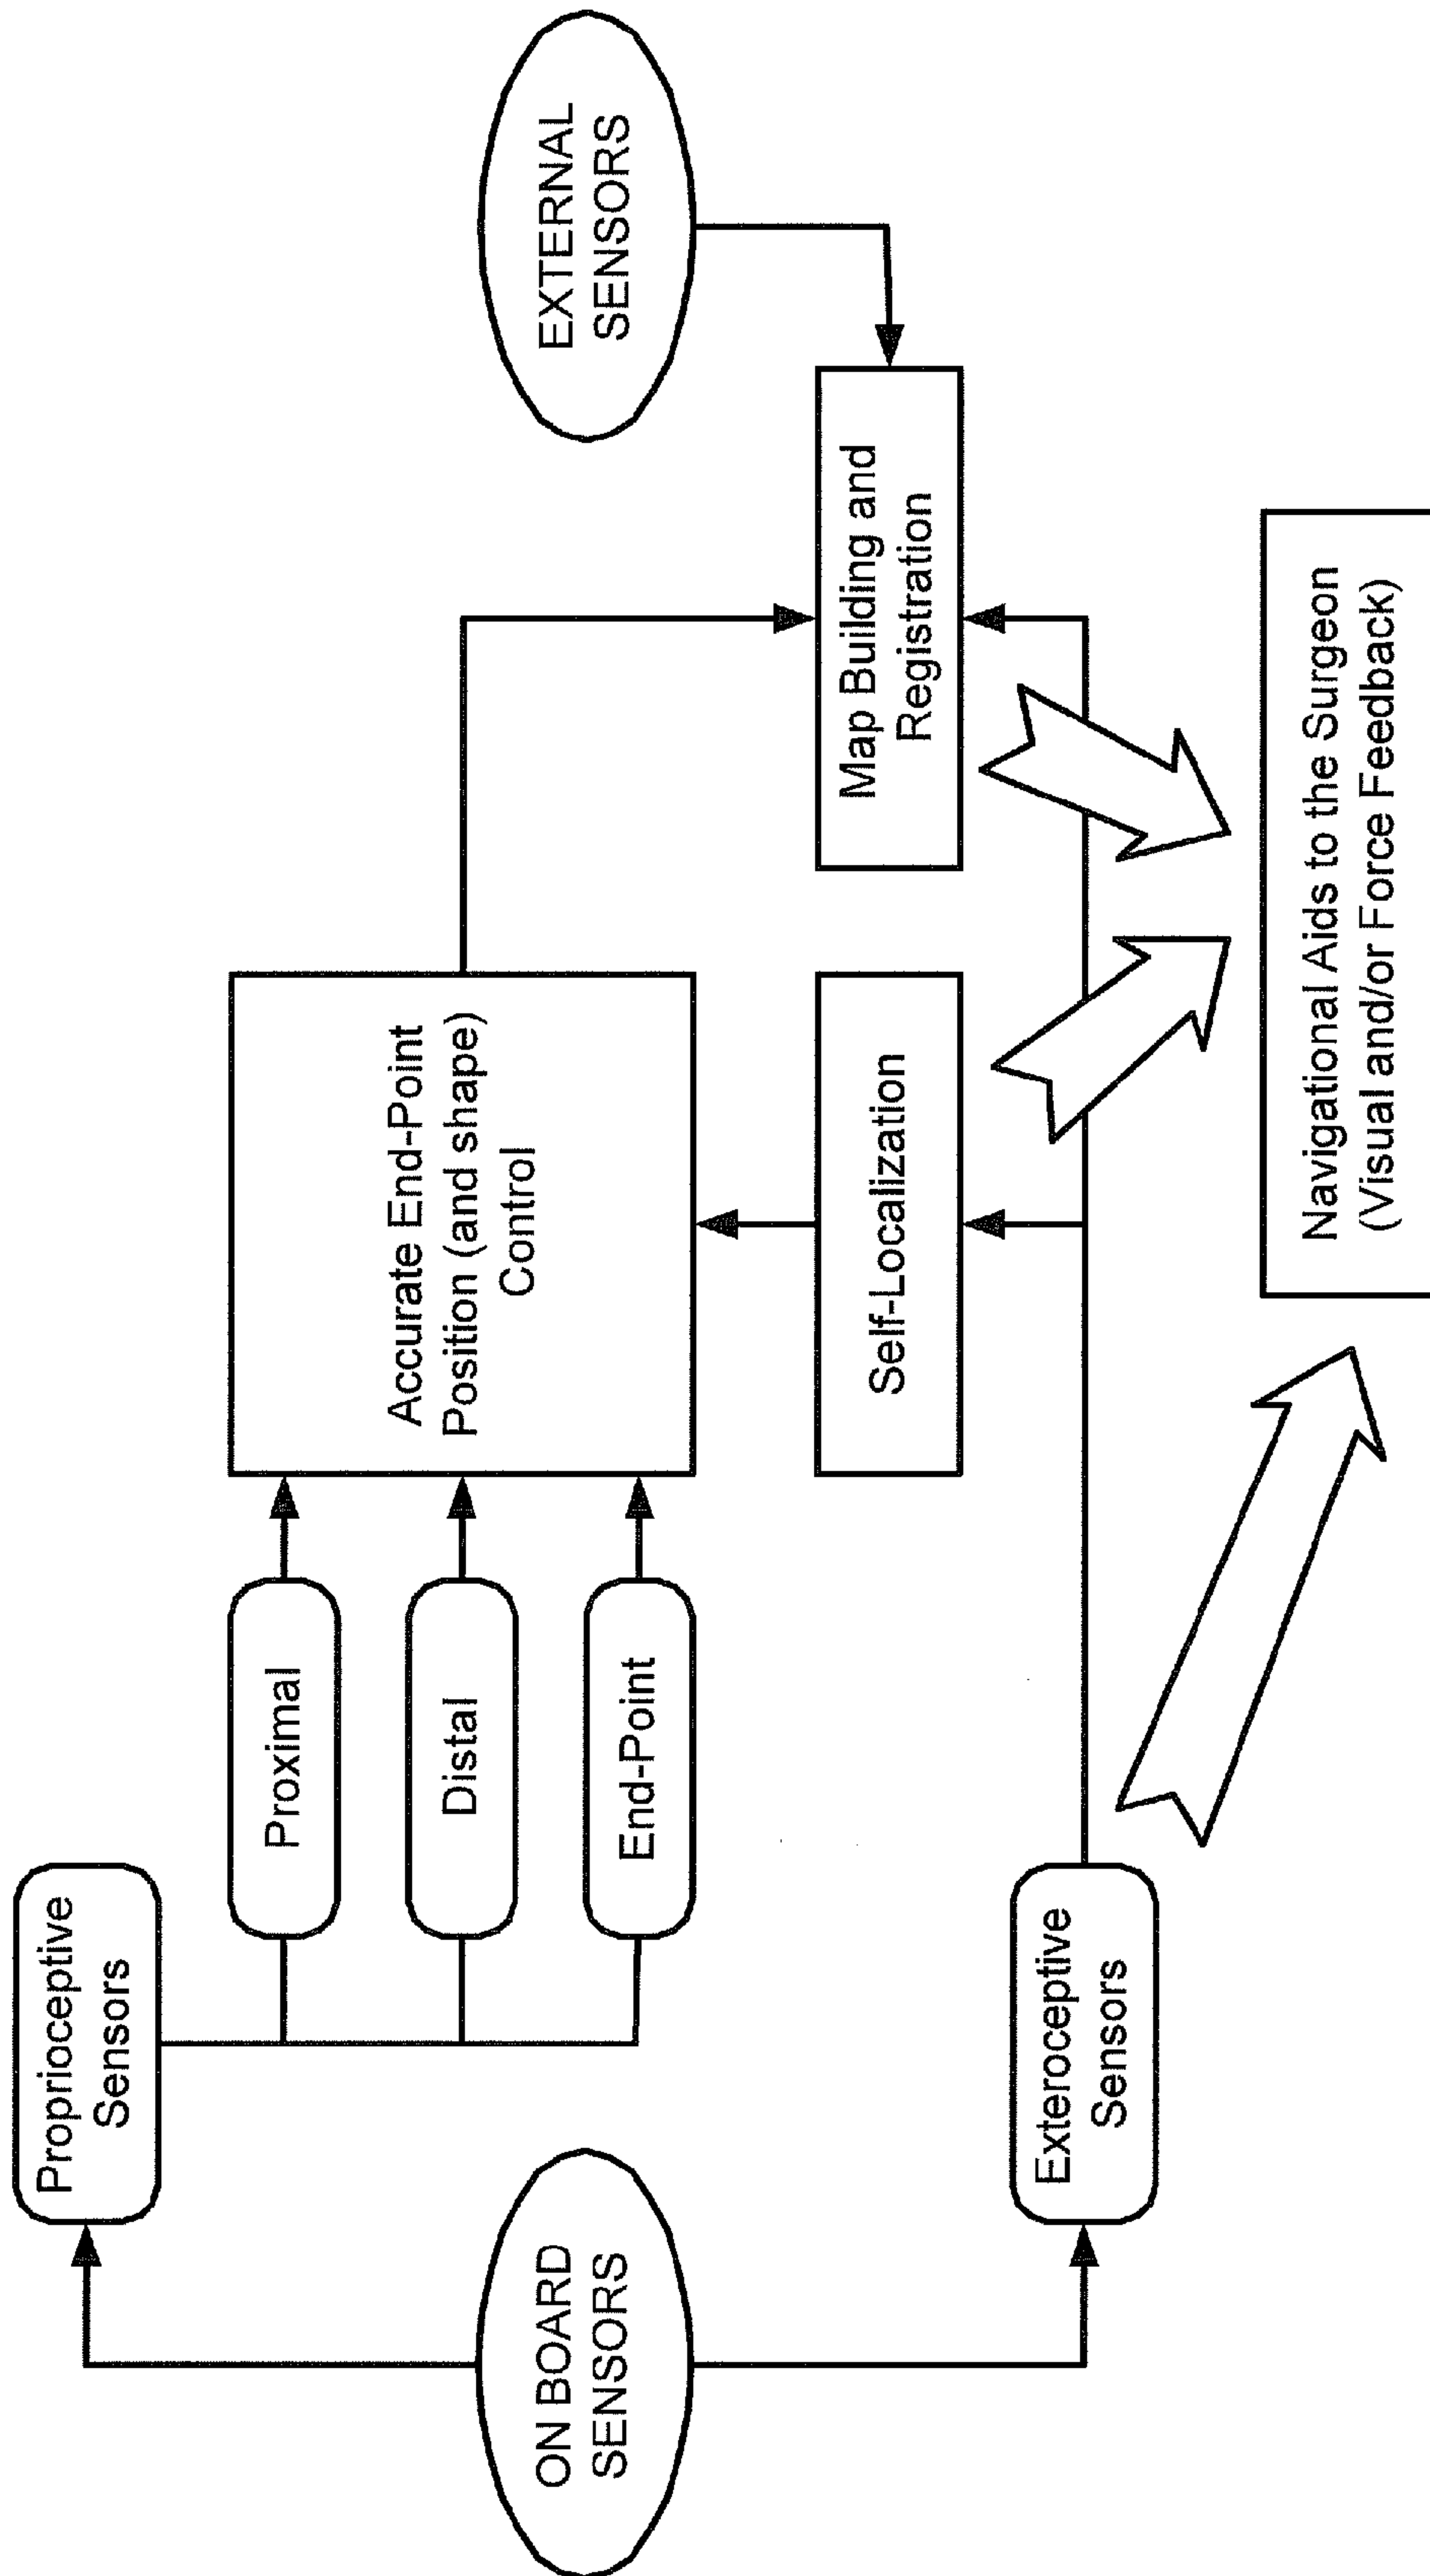 ON BOARD
SENSORS
Proprioceptive
Sensors
Proximal
Distal
End-Point
Exteroceptive
Sensors
Accurate End-Point
Position (and shape)
Control
Self-Localization
Map Building and
Registration
EXTERNAL
SENSORS
Navigational Aids to the Surgeon
(Visual and/or Force Feedback)